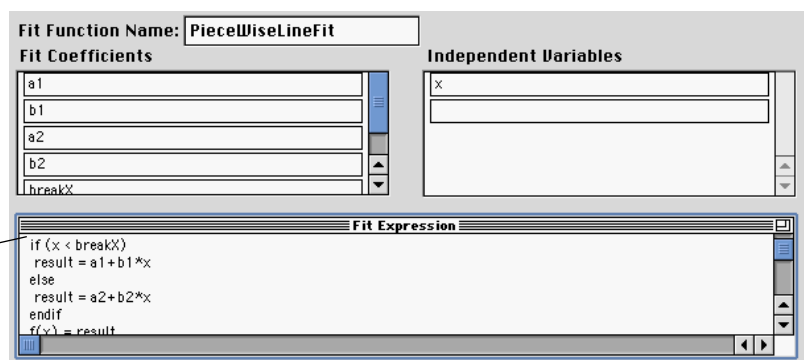 Fit Function Name: PieceWiseLineFit
Fit Coefficients
Independent Variables
a1
b1
a2
b2
breakX
x
Fit Expression
if (x < breakX)
result = a1+b1*x
else
result = a2+b2*x
endif
f(x) = result